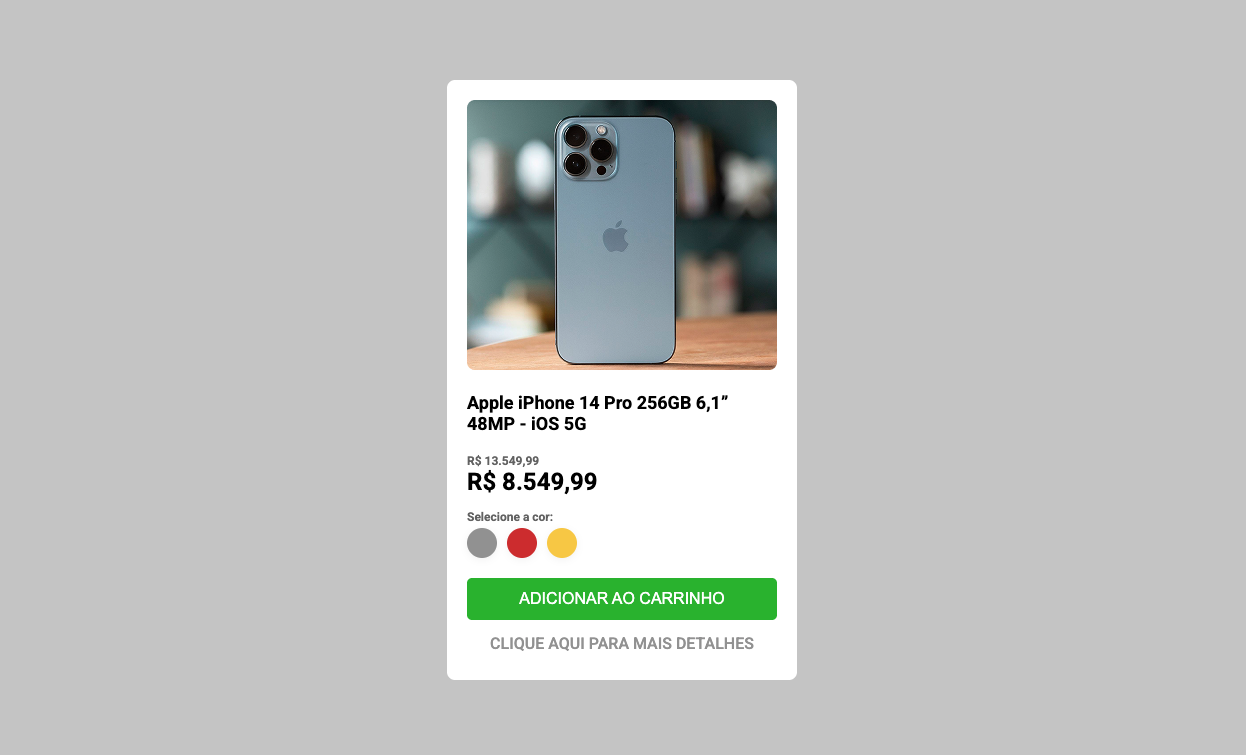 Apple iPhone 14 Pro 256GB 6,1”
48MP - iOS 5G
R$ 13.549,99
R$ 8.549,99
Selecione a cor:
ADICIONAR AO CARRINHO
CLIQUE AQUI PARA MAIS DETALHES